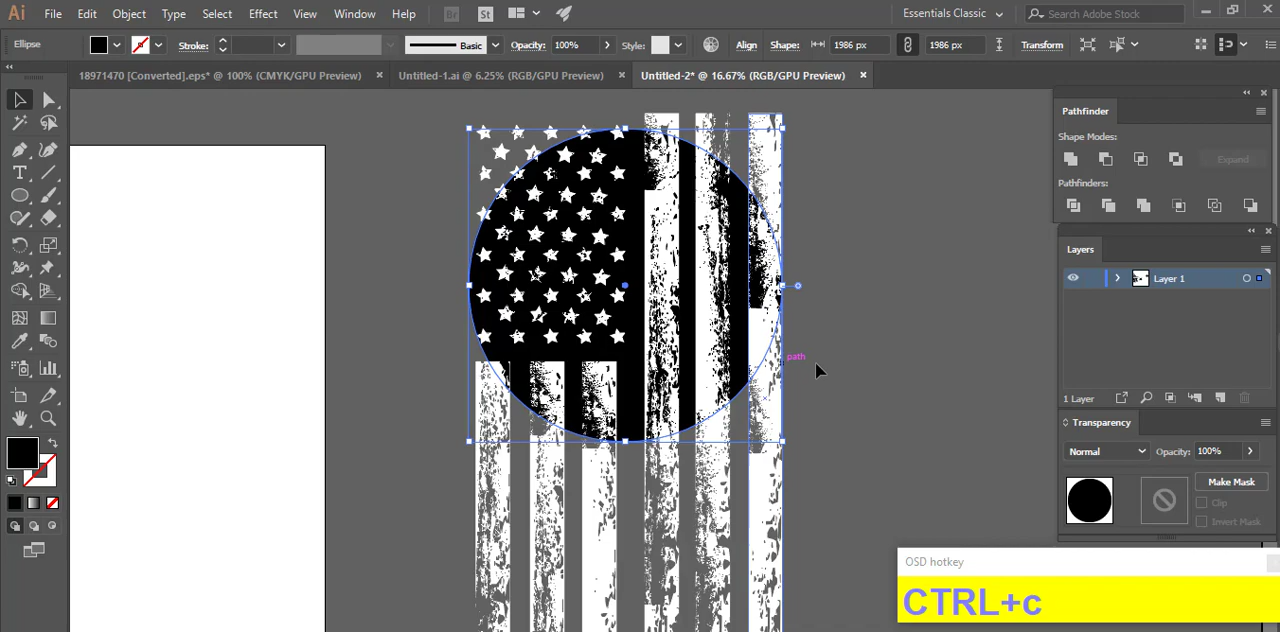 Ai File Edit Object Type Select Effect View Window Help Br St Essentials Classic Search Adobe Stock
Ellipse Stroke: Basic Opacity: 100% Style: Align Shape: 1986 px 1986 px Transform
18971470 [Converted].eps* @ 100% (CMYK/GPU Preview) × Untitled-1.ai @ 6.25% (RGB/GPU Preview) × Untitled-2* @ 16.67% (RGB/GPU Preview) ×
Pathfinder
Shape Modes:
Expand
Pathfinders:
Layers
Layer 1
path
1 Layer
Transparency
Normal Opacity: 100%
Make Mask
Clip
Invert Mask
OSD hotkey
CTRL+c